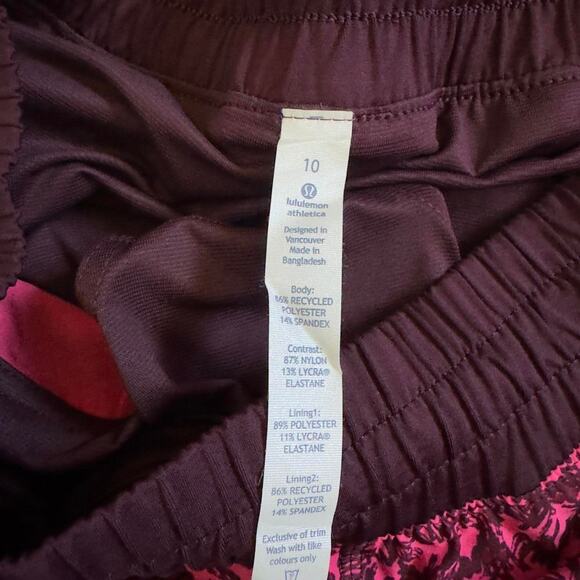 10
lululemon
athletica
Designed in
Vancouver
Made in
Bangladesh
Body:
86% RECYCLED
POLYESTER
14% SPANDEX
Contrast:
87% NYLON
13% LYCRA®
ELASTANE
Lining1:
89% POLYESTER
11% LYCRA®
ELASTANE
Lining2:
86% RECYCLED
POLYESTER
14% SPANDEX
Exclusive of trim
Wash with like
colours only